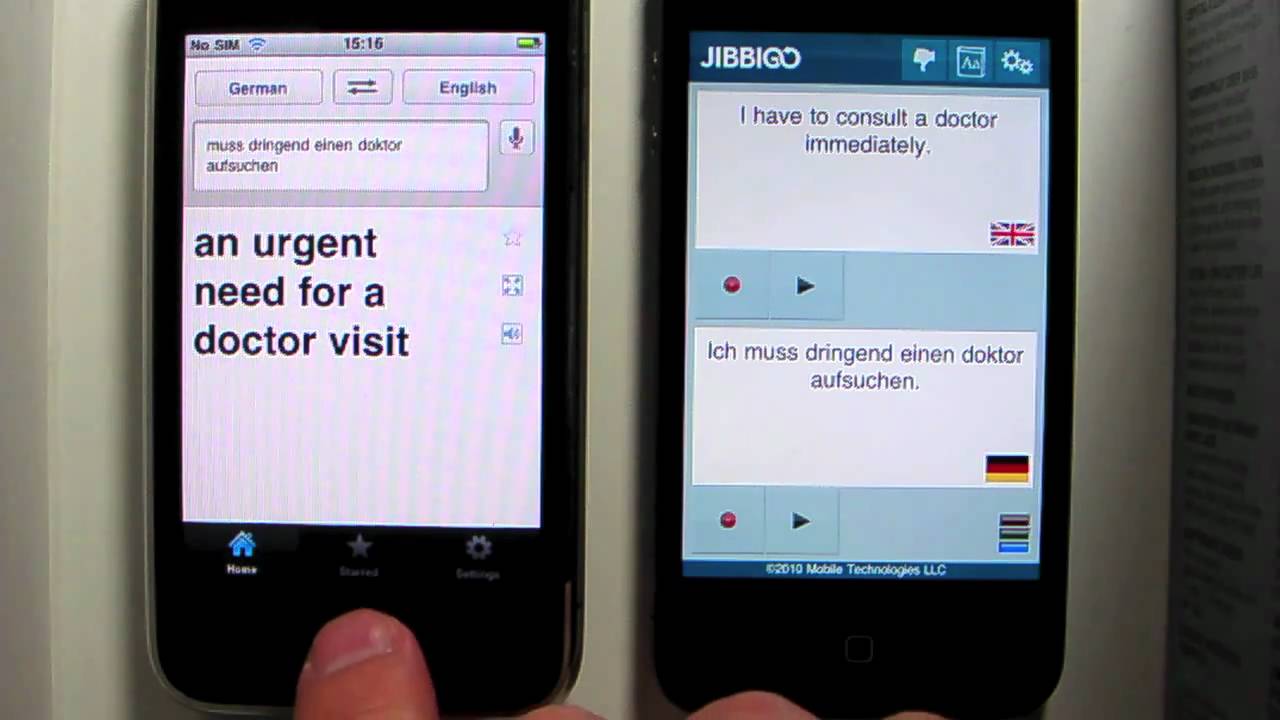 No SIM 15:16
German English
muss dringend einen doktor
aufsuchen
an urgent
need for a
doctor visit
Home Starred Settings
JIBBIGO Aa
I have to consult a doctor
immediately.
Ich muss dringend einen doktor
aufsuchen.
©2010 Mobile Technologies LLC